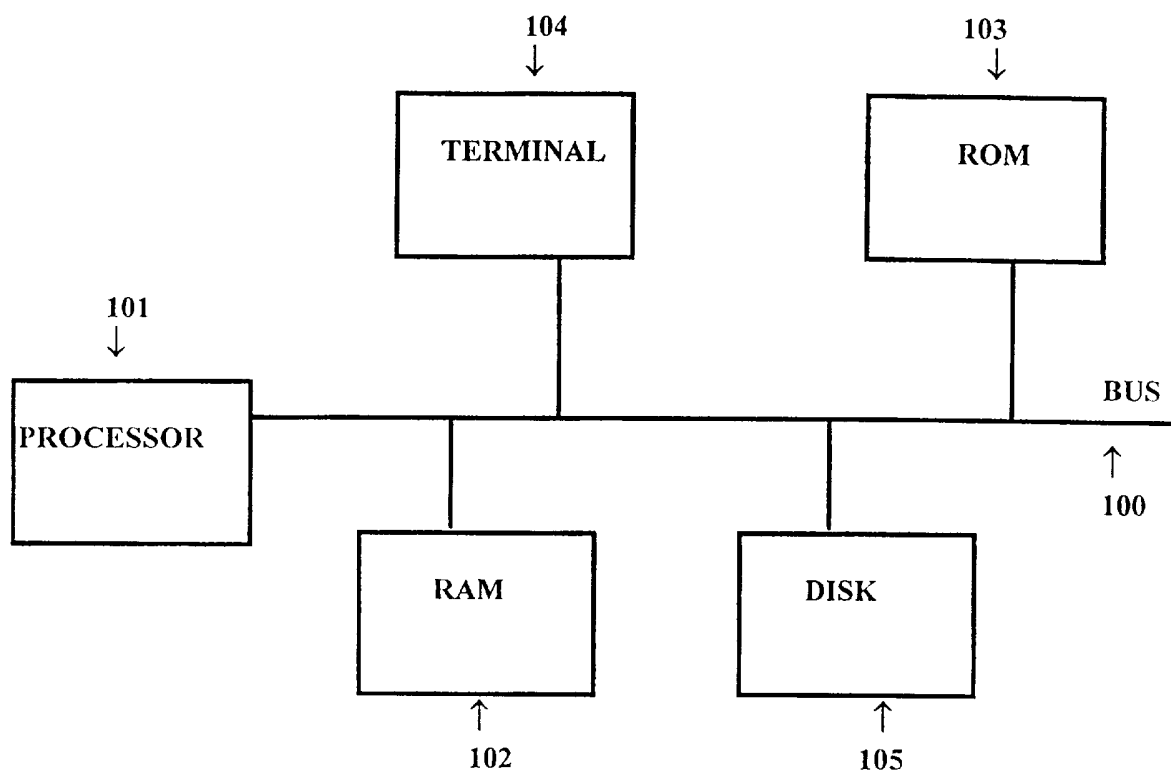 104
103
TERMINAL
ROM
101
BUS
PROCESSOR
100
RAM
DISK
102
105